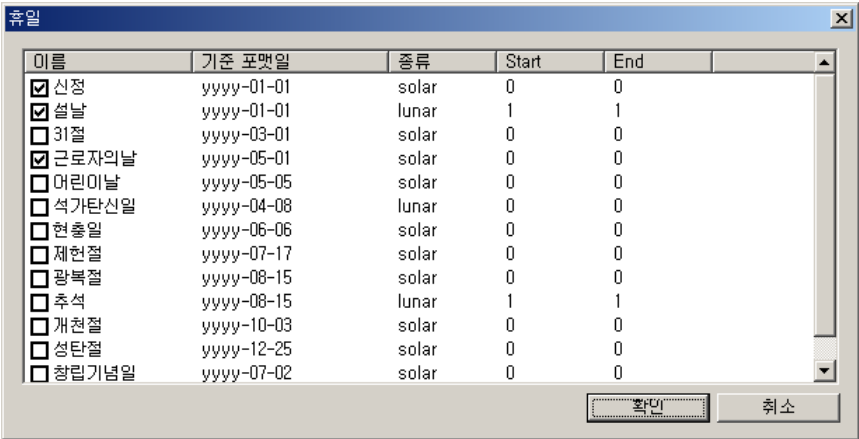 휴일
이름 기준 포맷일 종류 Start End
신정 yyyy-01-01 solar 0 0
설날 yyyy-01-01 lunar 1 1
31절 yyyy-03-01 solar 0 0
근로자의날 yyyy-05-01 solar 0 0
어린이날 yyyy-05-05 solar 0 0
석가탄신일 yyyy-04-08 lunar 0 0
현충일 yyyy-06-06 solar 0 0
제헌절 yyyy-07-17 solar 0 0
광복절 yyyy-08-15 solar 0 0
추석 yyyy-08-15 lunar 1 1
개천절 yyyy-10-03 solar 0 0
성탄절 yyyy-12-25 solar 0 0
창립기념일 yyyy-07-02 solar 0 0
확인 취소